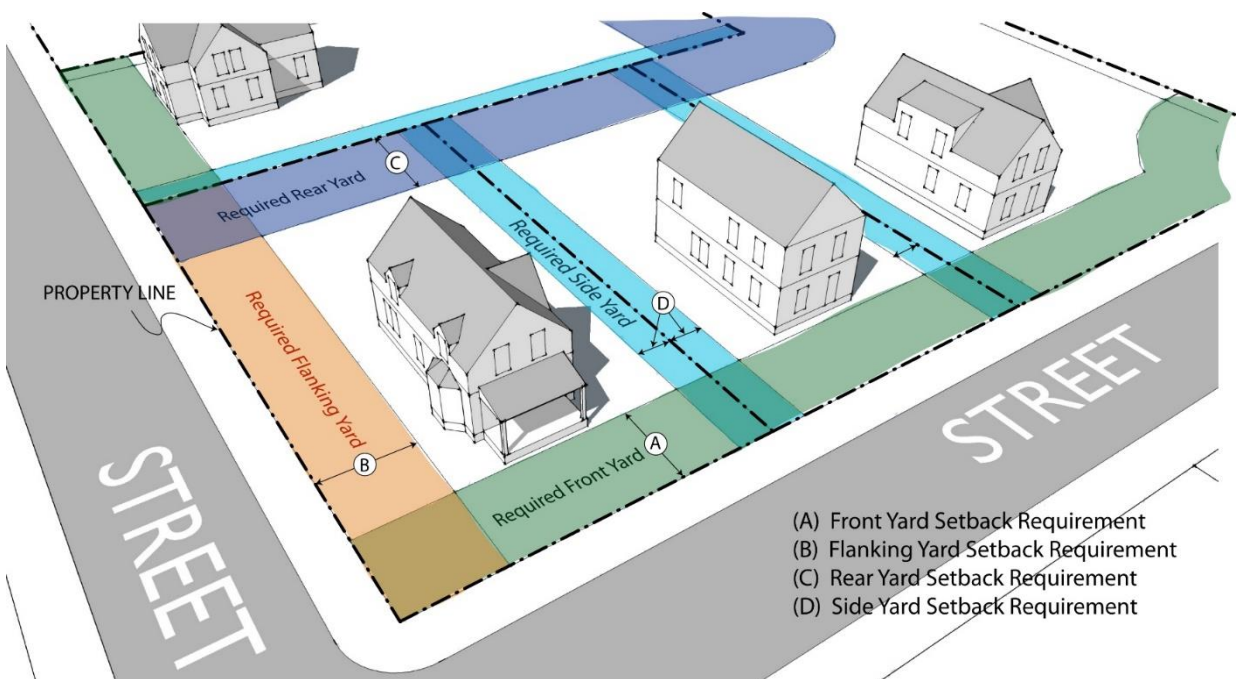 Required Rear Yard
C
PROPERTY LINE
Required Flanking Yard
Required Side Yard
D
B
Required Front Yard
A
STREET
STREET
(A) Front Yard Setback Requirement
(B) Flanking Yard Setback Requirement
(C) Rear Yard Setback Requirement
(D) Side Yard Setback Requirement